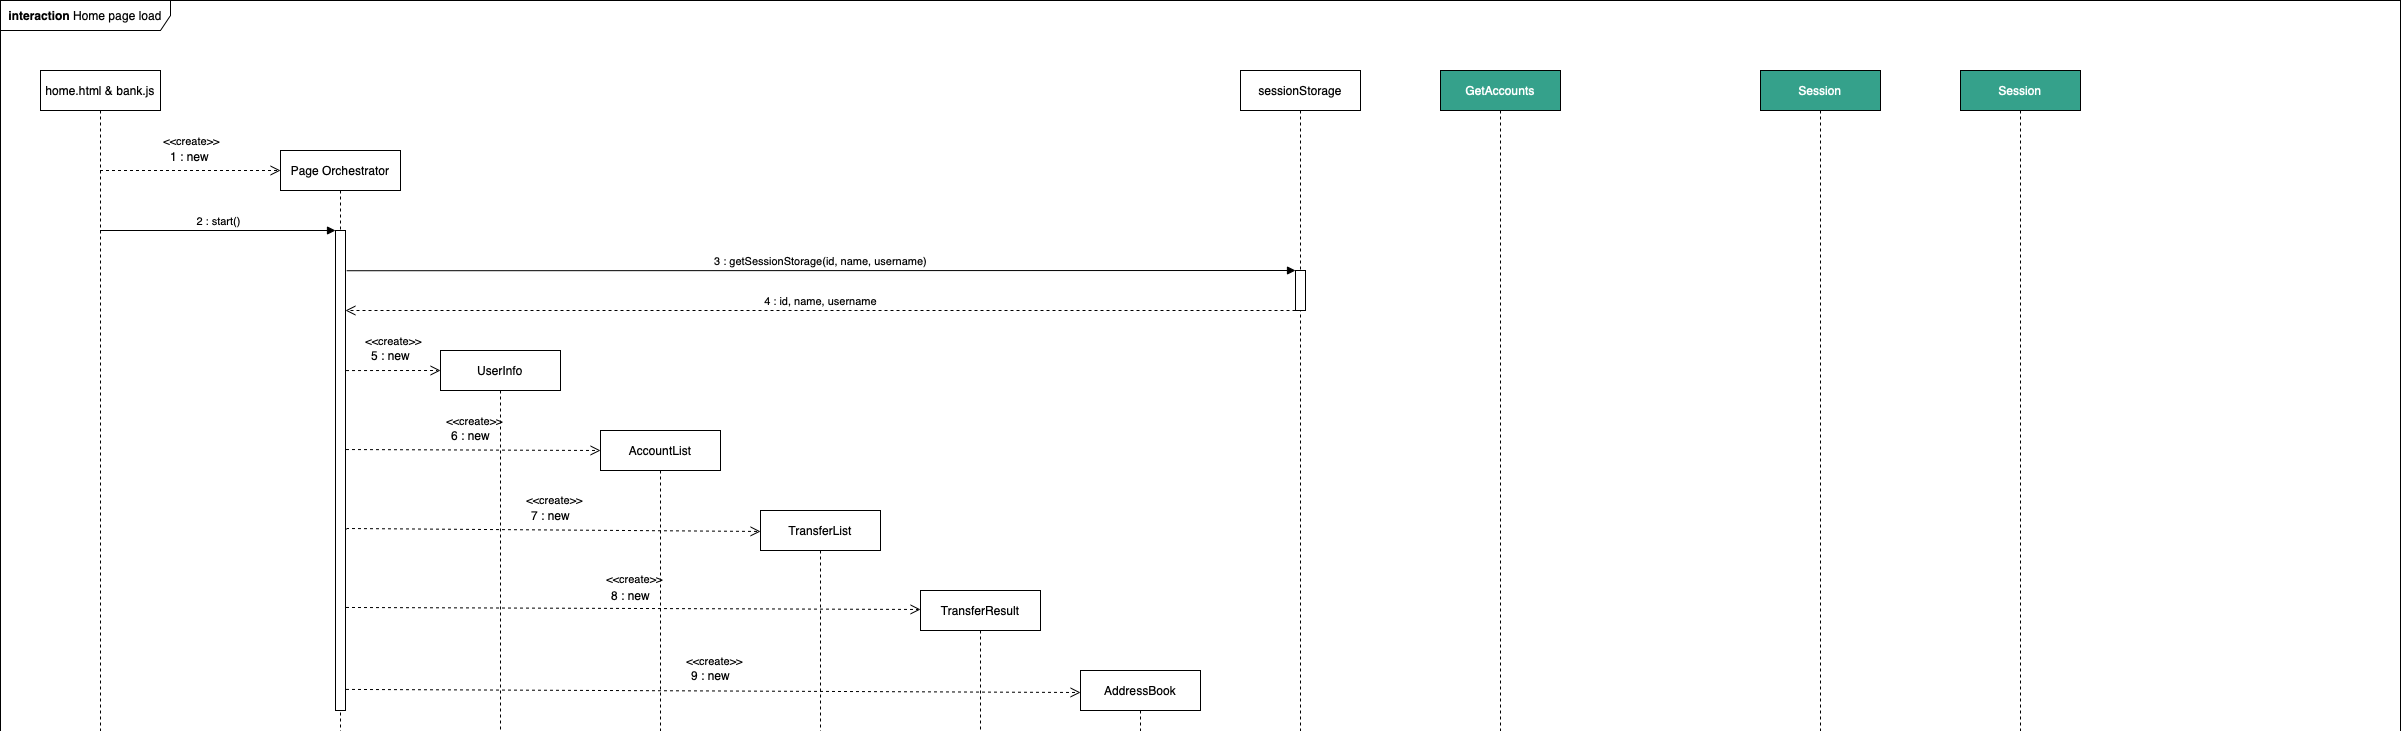 interaction Home page load
home.html & bank.js
sessionStorage
GetAccounts
Session
Session
<<create>>
1 : new
Page Orchestrator
2 : start()
3 : getSessionStorage(id, name, username)
4 : id, name, username
<<create>>
5 : new
UserInfo
<<create>>
6 : new
AccountList
<<create>>
7 : new
TransferList
<<create>>
8 : new
TransferResult
<<create>>
9 : new
AddressBook